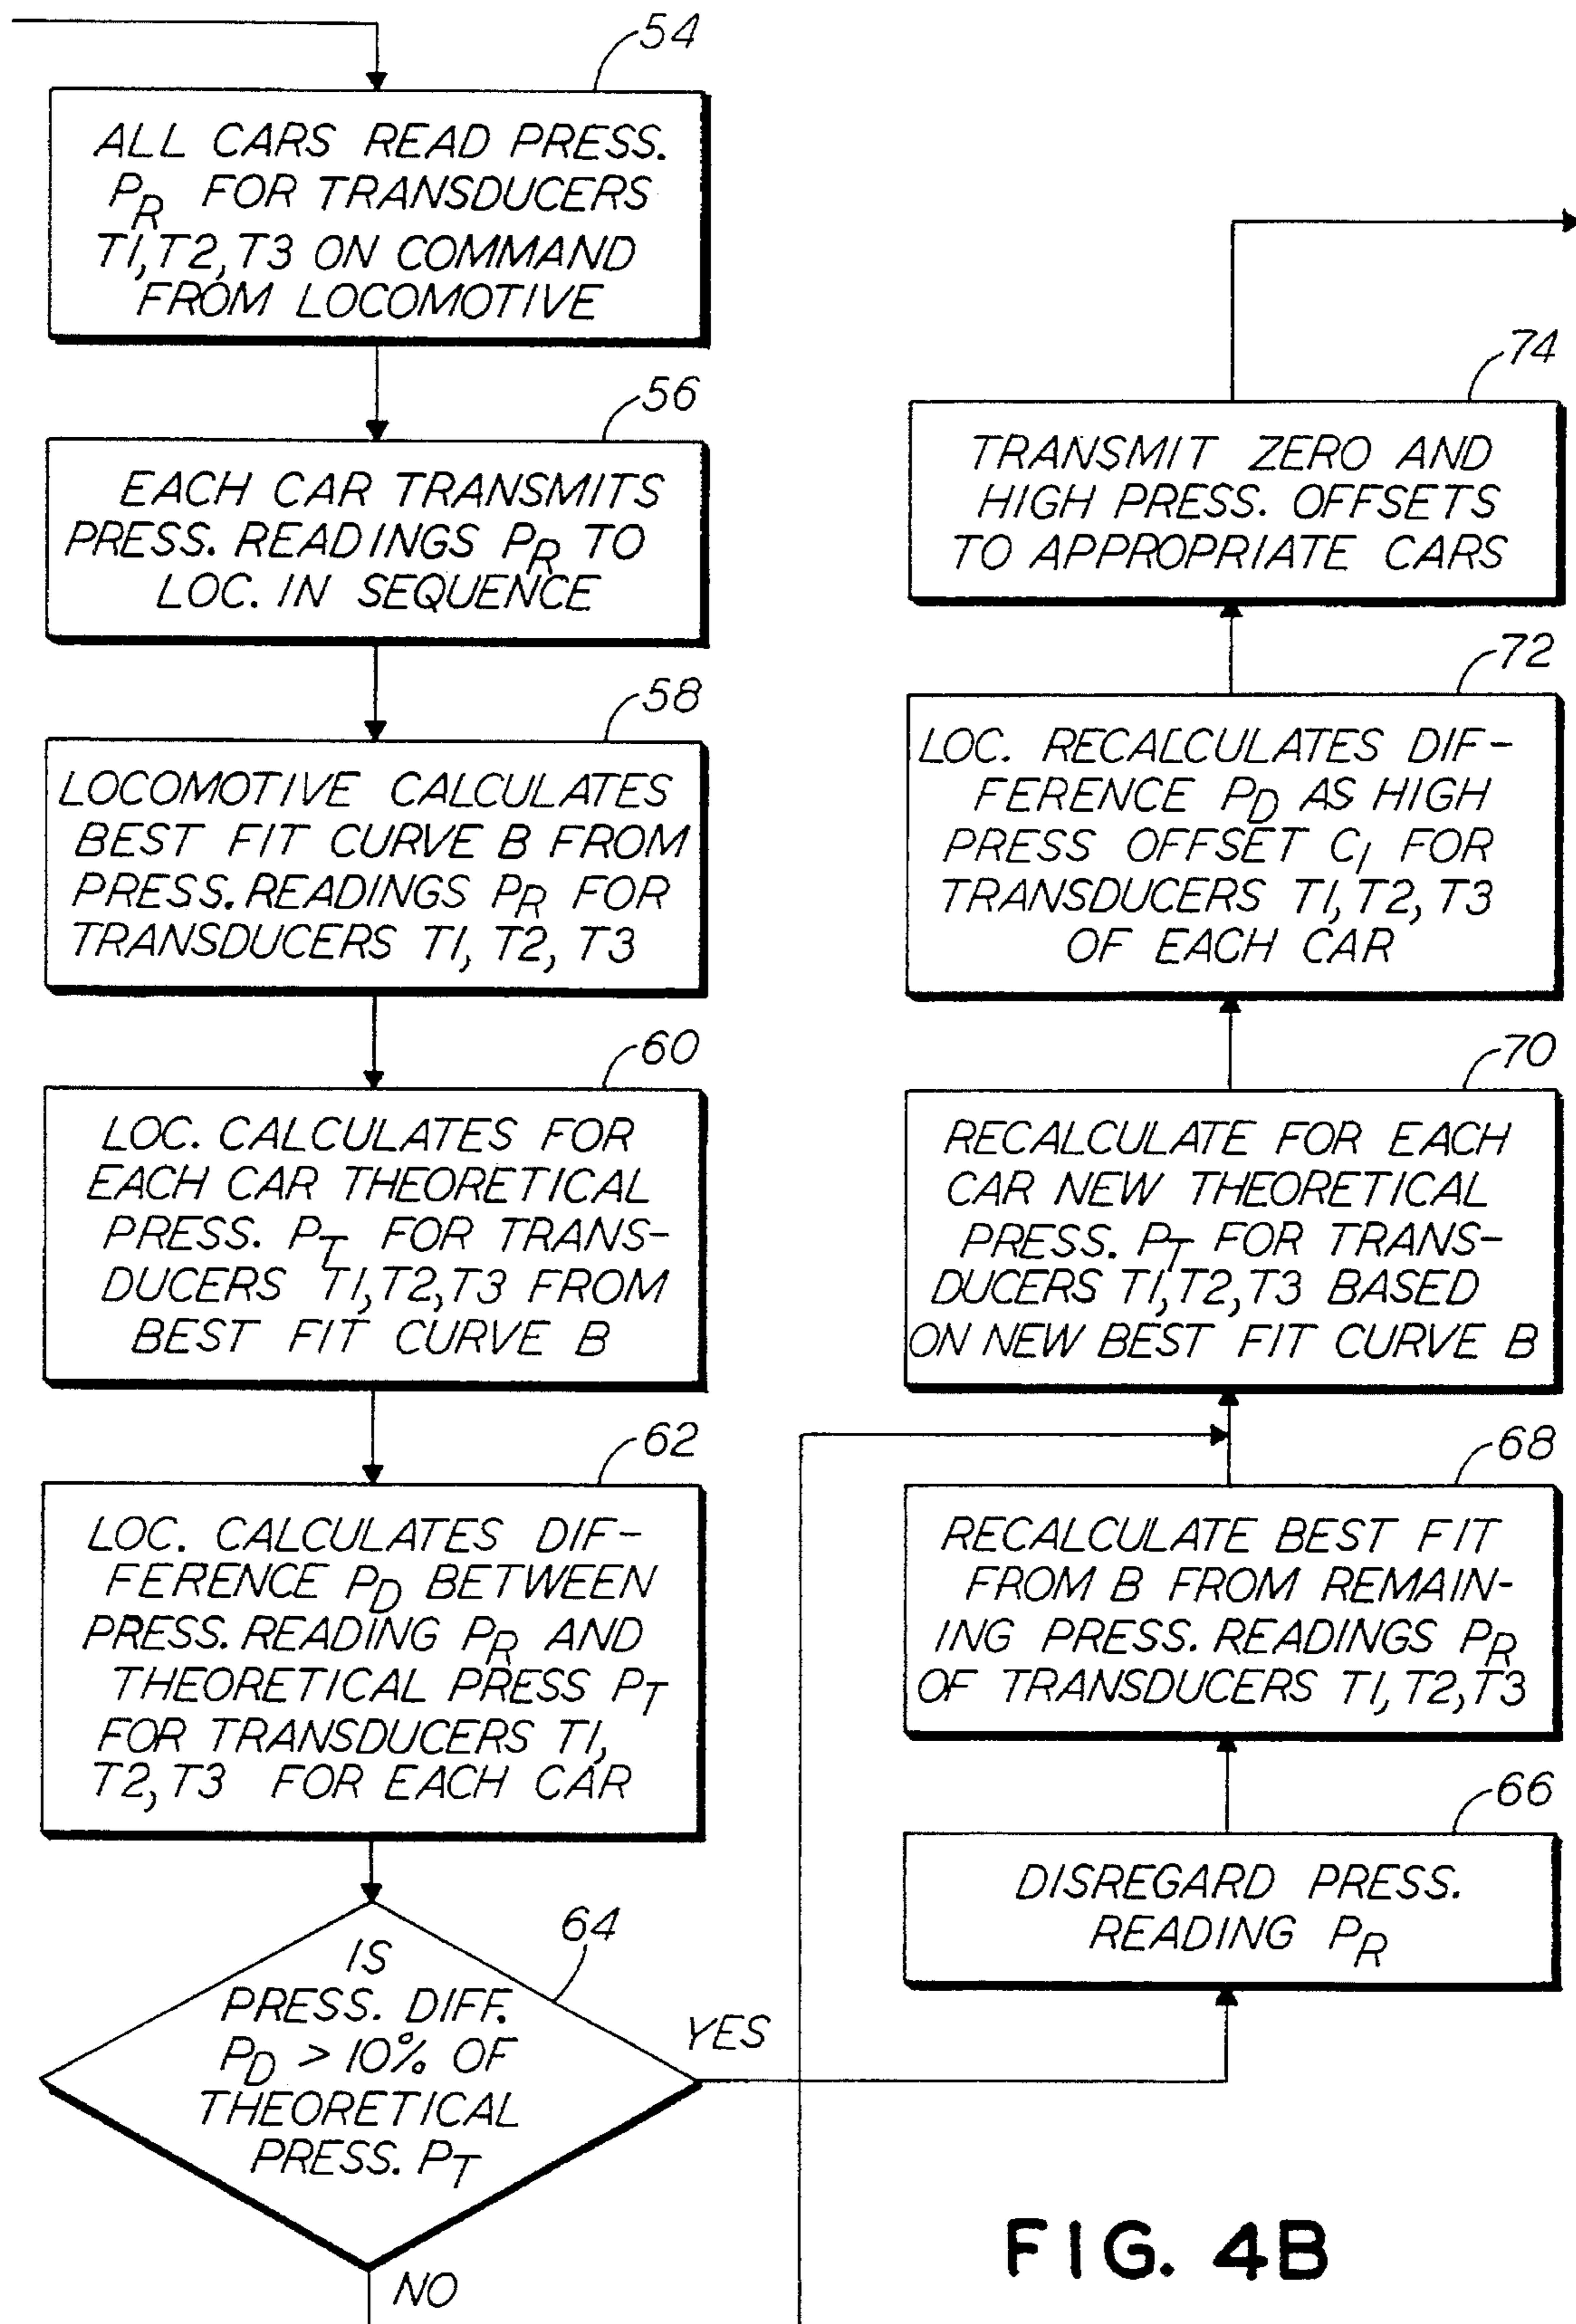 54
ALL CARS READ PRESS.
PR FOR TRANSDUCERS
T1, T2, T3 ON COMMAND
FROM LOCOMOTIVE
56
EACH CAR TRANSMITS
PRESS. READINGS PR TO
LOC. IN SEQUENCE
58
LOCOMOTIVE CALCULATES
BEST FIT CURVE B FROM
PRESS. READINGS PR FOR
TRANSDUCERS T1, T2, T3
60
LOC. CALCULATES FOR
EACH CAR THEORETICAL
PRESS. PT FOR TRANS-
DUCERS T1, T2, T3 FROM
BEST FIT CURVE B
62
LOC. CALCULATES DIF-
FERENCE PD BETWEEN
PRESS. READING PR AND
THEORETICAL PRESS PT
FOR TRANSDUCERS T1,
T2, T3 FOR EACH CAR
64
IS
PRESS. DIFF.
PD > 10% OF
THEORETICAL
PRESS. PT
YES
NO
66
DISREGARD PRESS.
READING PR
68
RECALCULATE BEST FIT
FROM B FROM REMAIN-
ING PRESS. READINGS PR
OF TRANSDUCERS T1, T2, T3
70
RECALCULATE FOR EACH
CAR NEW THEORETICAL
PRESS. PT FOR TRANS-
DUCERS T1, T2, T3 BASED
ON NEW BEST FIT CURVE B
72
LOC. RECALCULATES DIF-
FERENCE PD AS HIGH
PRESS OFFSET C1 FOR
TRANSDUCERS T1, T2, T3
OF EACH CAR
74
TRANSMIT ZERO AND
HIGH PRESS. OFFSETS
TO APPROPRIATE CARS
FIG. 4B